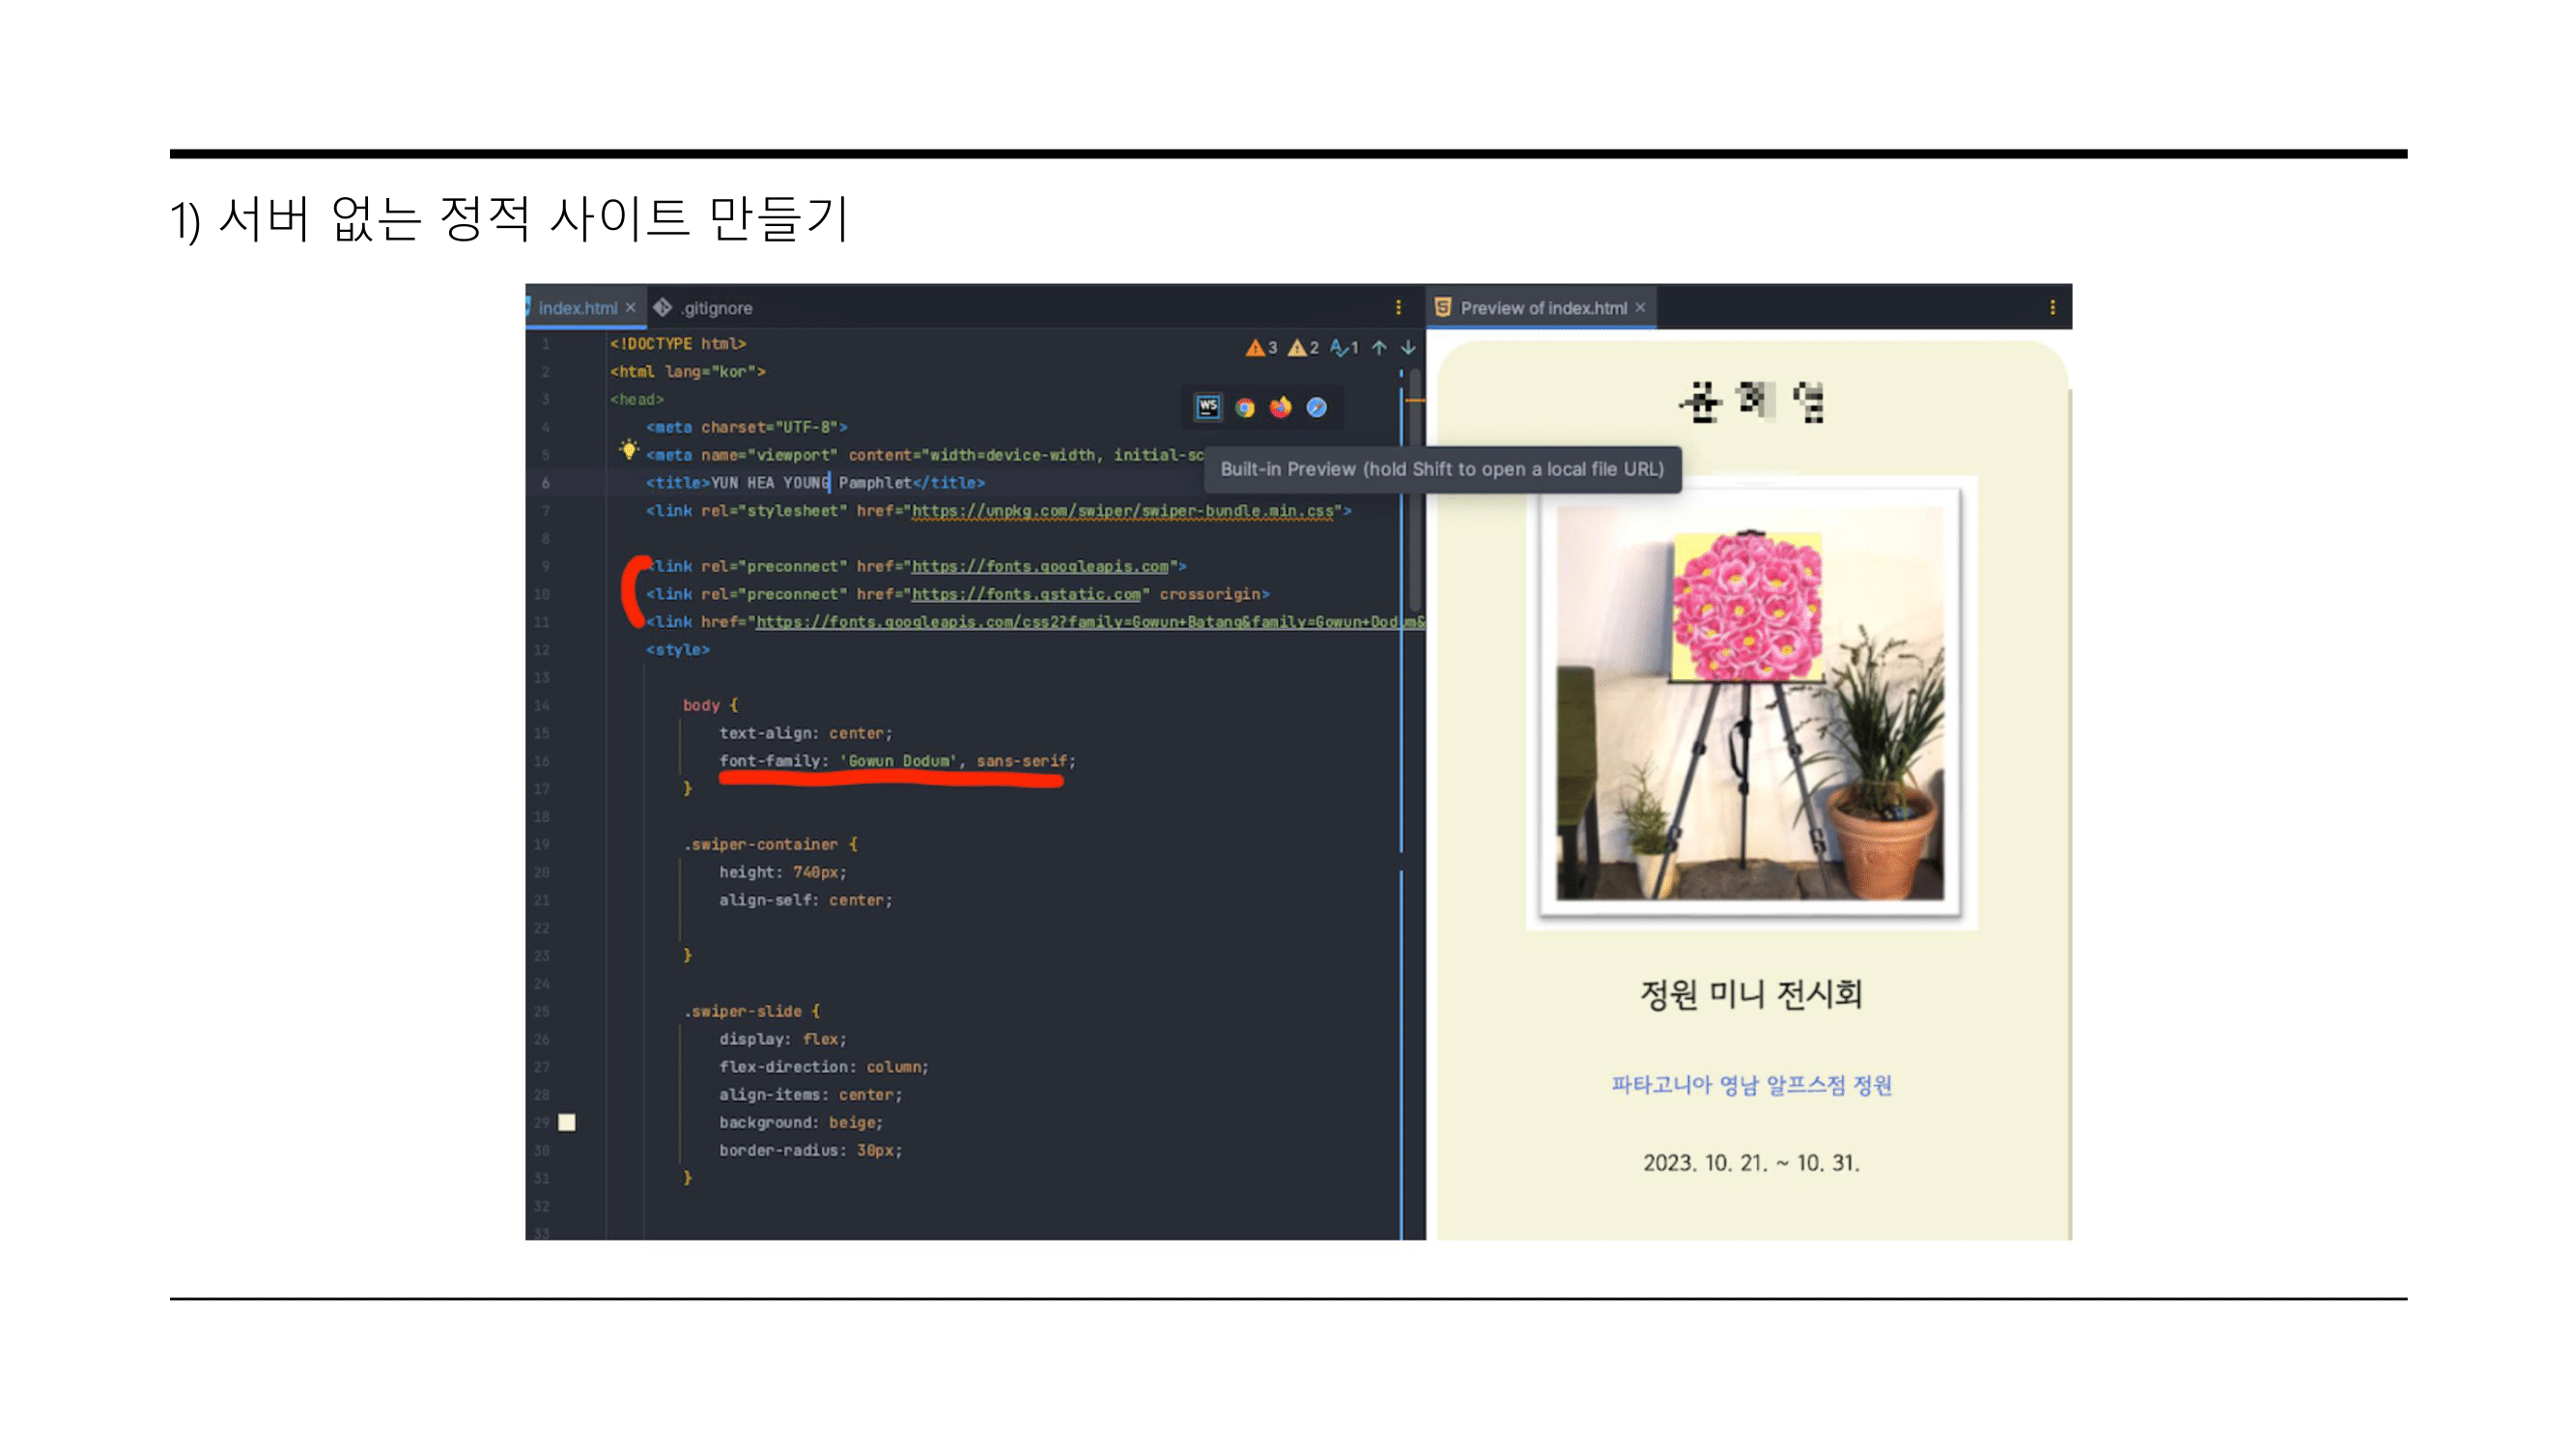 1) 서버 없는 정적 사이트 만들기
index.html ×
.gitignore
Preview of index.html ×
1 <!DOCTYPE html>
3 2 1
2 <html lang="kor">
3 <head>
WS
4 <meta charset="UTF-8">
5 <meta name="viewport" content="width=device-width, initial-sc
Built-in Preview (hold Shift to open a local file URL)
6 <title>YUN HEA YOUNG Pamphlet</title>
7 <link rel="stylesheet" href="https://unpkg.com/swiper/swiper-bundle.min.css">
8
9 <link rel="preconnect" href="https://fonts.googleapis.com">
10 <link rel="preconnect" href="https://fonts.gstatic.com" crossorigin>
11 <link href="https://fonts.googleapis.com/css2?family=Gowun+Batang&family=Gowun+Dodum&
12 <style>
13
14 body {
15 text-align: center;
16 font-family: 'Gowun Dodum', sans-serif;
17 }
18
19 .swiper-container {
20 height: 740px;
21 align-self: center;
22
23 }
24
25 .swiper-slide {
26 display: flex;
27 flex-direction: column;
28 align-items: center;
29 background: beige;
30 border-radius: 30px;
31 }
32
33
정원 미니 전시회
파타고니아 영남 알프스점 정원
2023. 10. 21. ~ 10. 31.